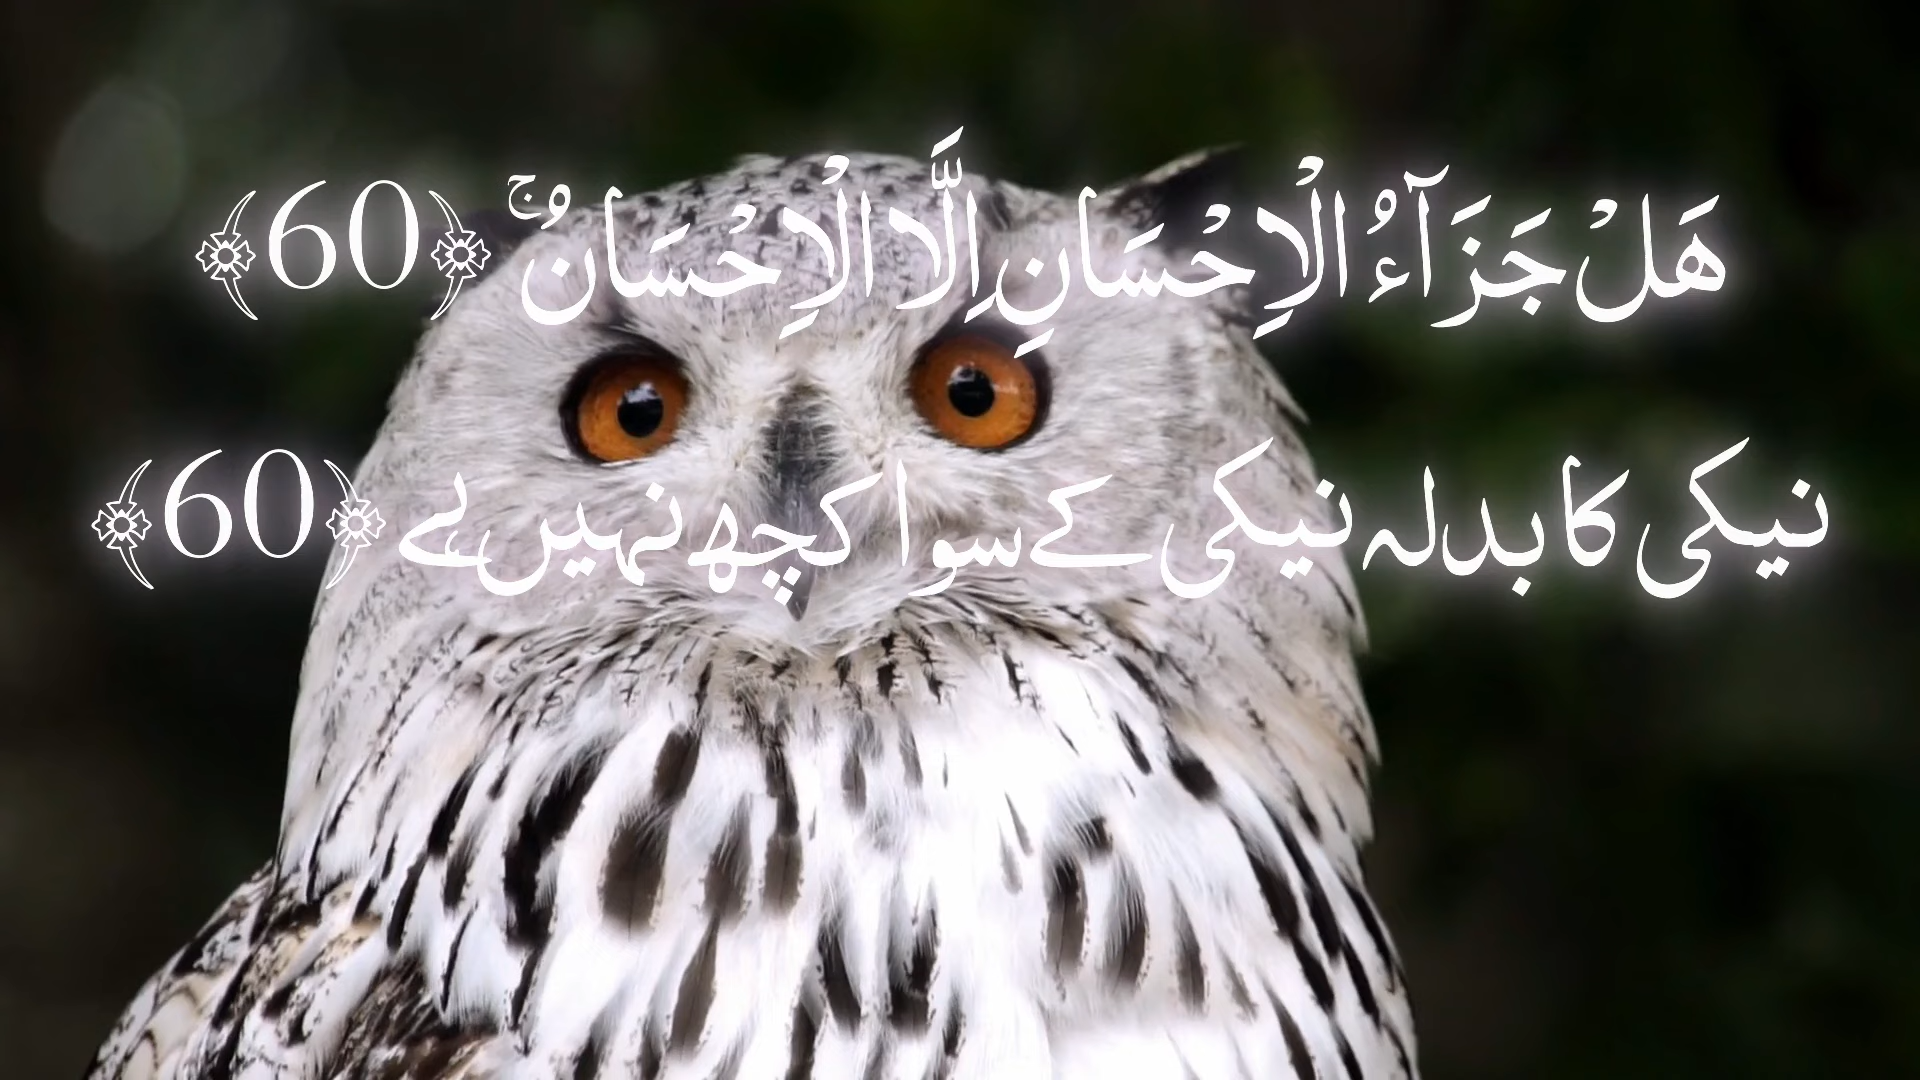 هَلْ جَزَآءُ الْاِحْسَانِ اِلَّا الْاِحْسَانُۚ ﴿60﴾
نیکی کا بدلہ نیکی کے سوا کچھ نہیں ہے ﴿60﴾